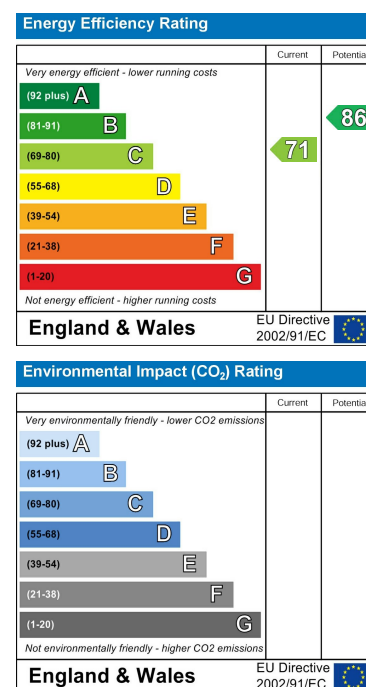 Energy Efficiency Rating
Current Potentia
Very energy efficient - lower running costs
(92 plus) A
(81-91) B
86
(69-80) C
71
(55-68) D
(39-54) E
(21-38) F
(1-20) G
Not energy efficient - higher running costs
England & Wales
EU Directive
2002/91/EC
Environmental Impact (CO₂) Rating
Current Potentia
Very environmentally friendly - lower CO2 emissions
(92 plus) A
(81-91) B
(69-80) C
(55-68) D
(39-54) E
(21-38) F
(1-20) G
Not environmentally friendly - higher CO2 emissions
England & Wales
EU Directive
2002/91/EC